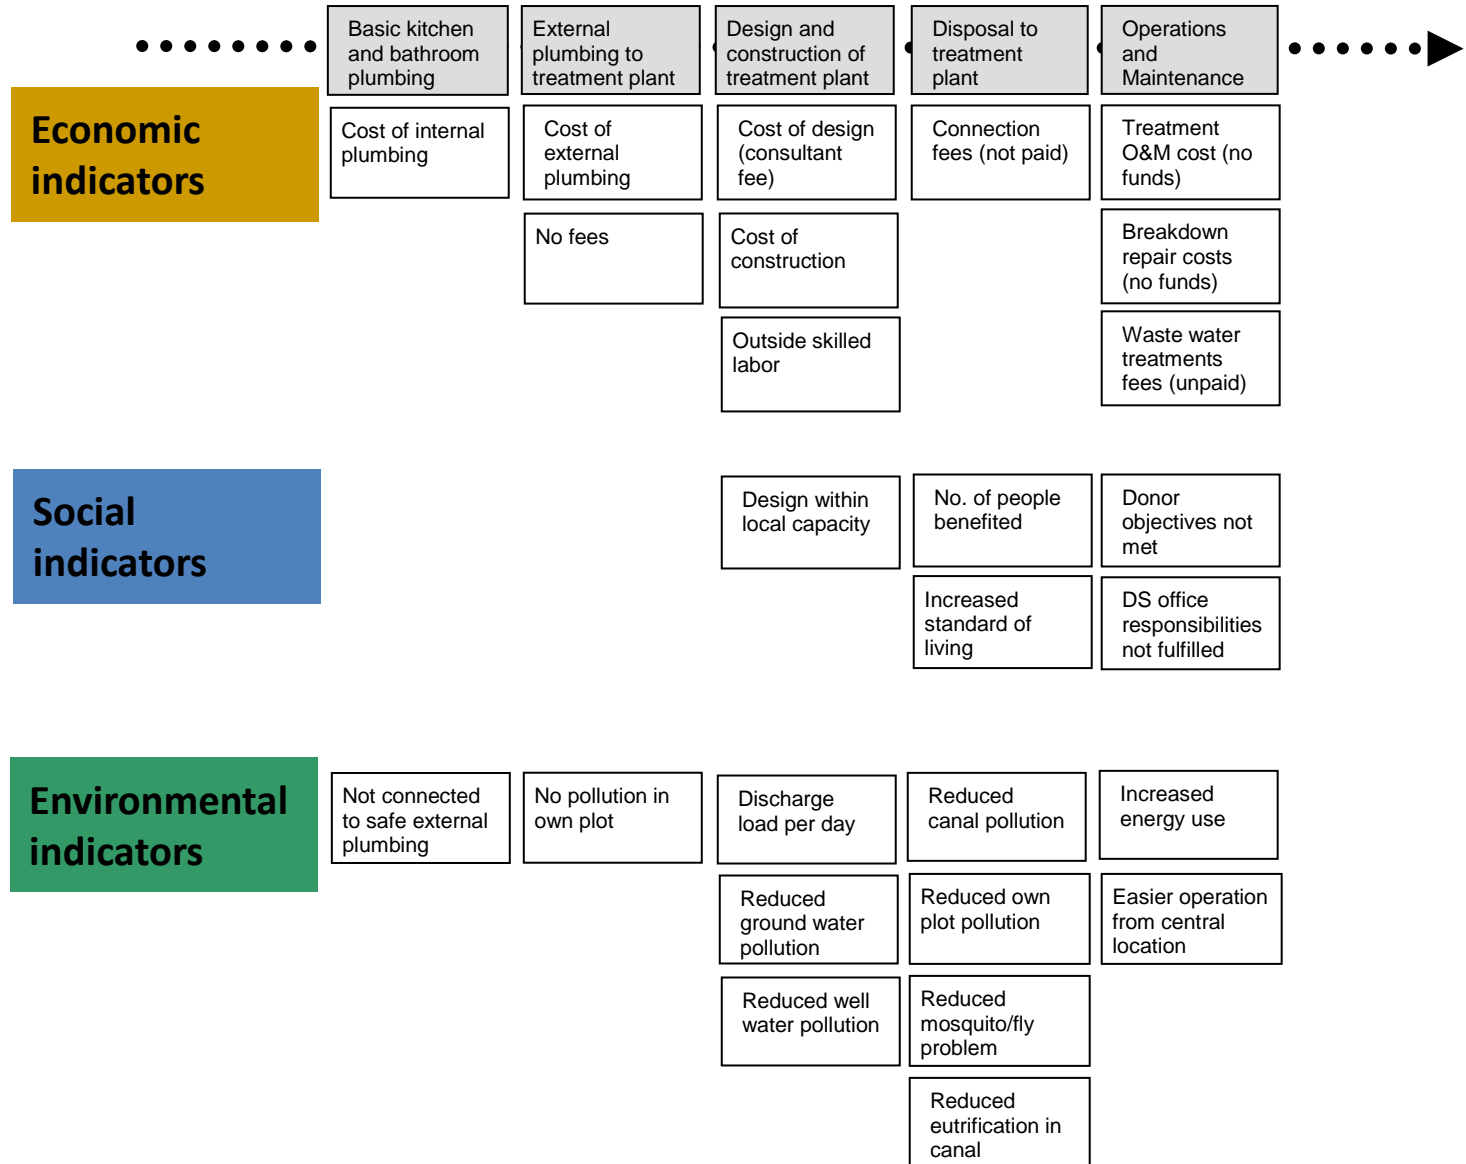 Basic kitchen
and bathroom
plumbing
External
plumbing to
treatment plant
Design and
construction of
treatment plant
Disposal to
treatment
plant
Operations
and
Maintenance
Economic
indicators
Cost of internal
plumbing
Cost of
external
plumbing
Cost of design
(consultant
fee)
Connection
fees (not paid)
Treatment
O&M cost (no
funds)
No fees
Cost of
construction
Breakdown
repair costs
(no funds)
Outside skilled
labor
Waste water
treatments
fees (unpaid)
Social
indicators
Design within
local capacity
No. of people
benefited
Donor
objectives not
met
Increased
standard of
living
DS office
responsibilities
not fulfilled
Environmental
indicators
Not connected
to safe external
plumbing
No pollution in
own plot
Discharge
load per day
Reduced
canal pollution
Increased
energy use
Reduced
ground water
pollution
Reduced own
plot pollution
Easier operation
from central
location
Reduced well
water pollution
Reduced
mosquito/fly
problem
Reduced
eutrification in
canal